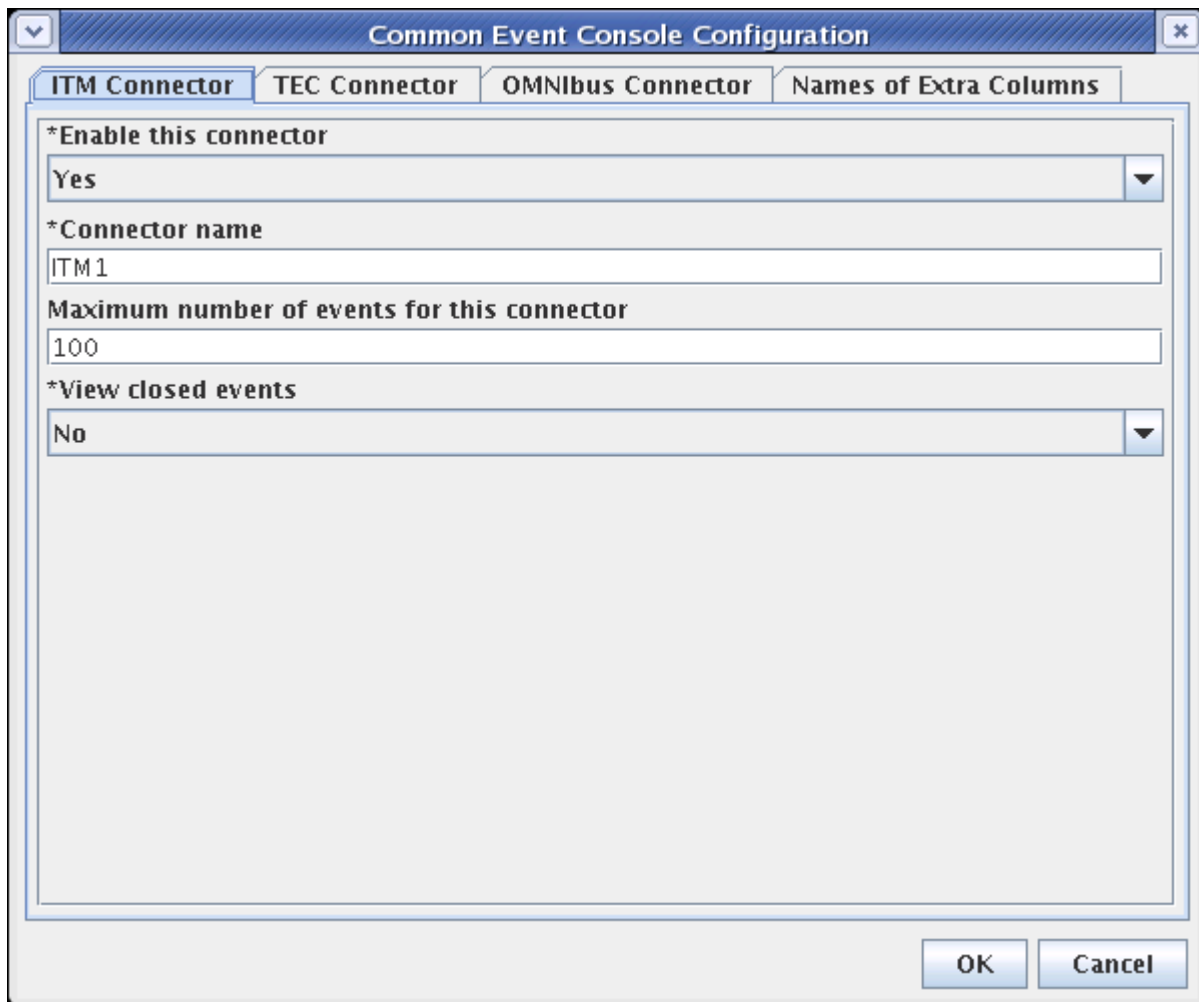 Common Event Console Configuration
ITM Connector TEC Connector OMNIbus Connector Names of Extra Columns
*Enable this connector
Yes
*Connector name
ITM1
Maximum number of events for this connector
100
*View closed events
No
OK Cancel